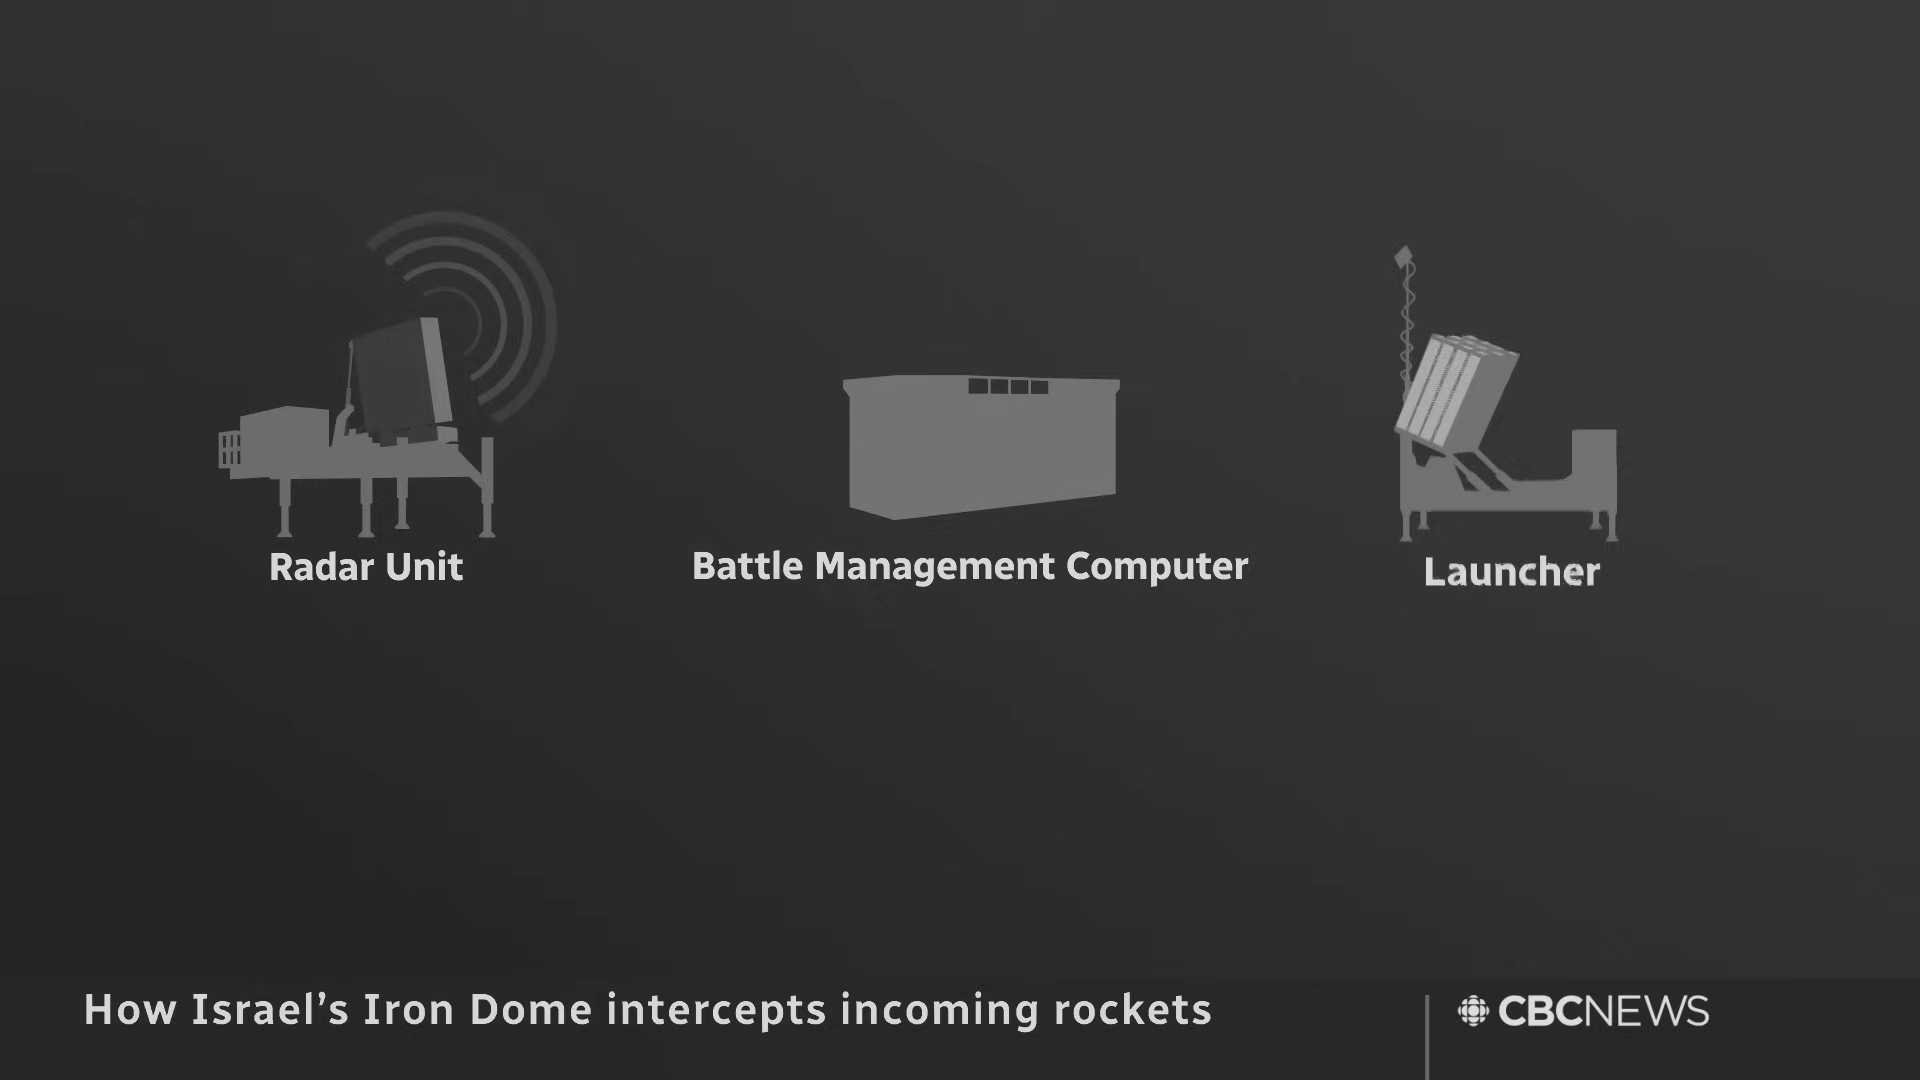 Radar Unit
Battle Management Computer
Launcher
How Israel's Iron Dome intercepts incoming rockets
CBCNEWS